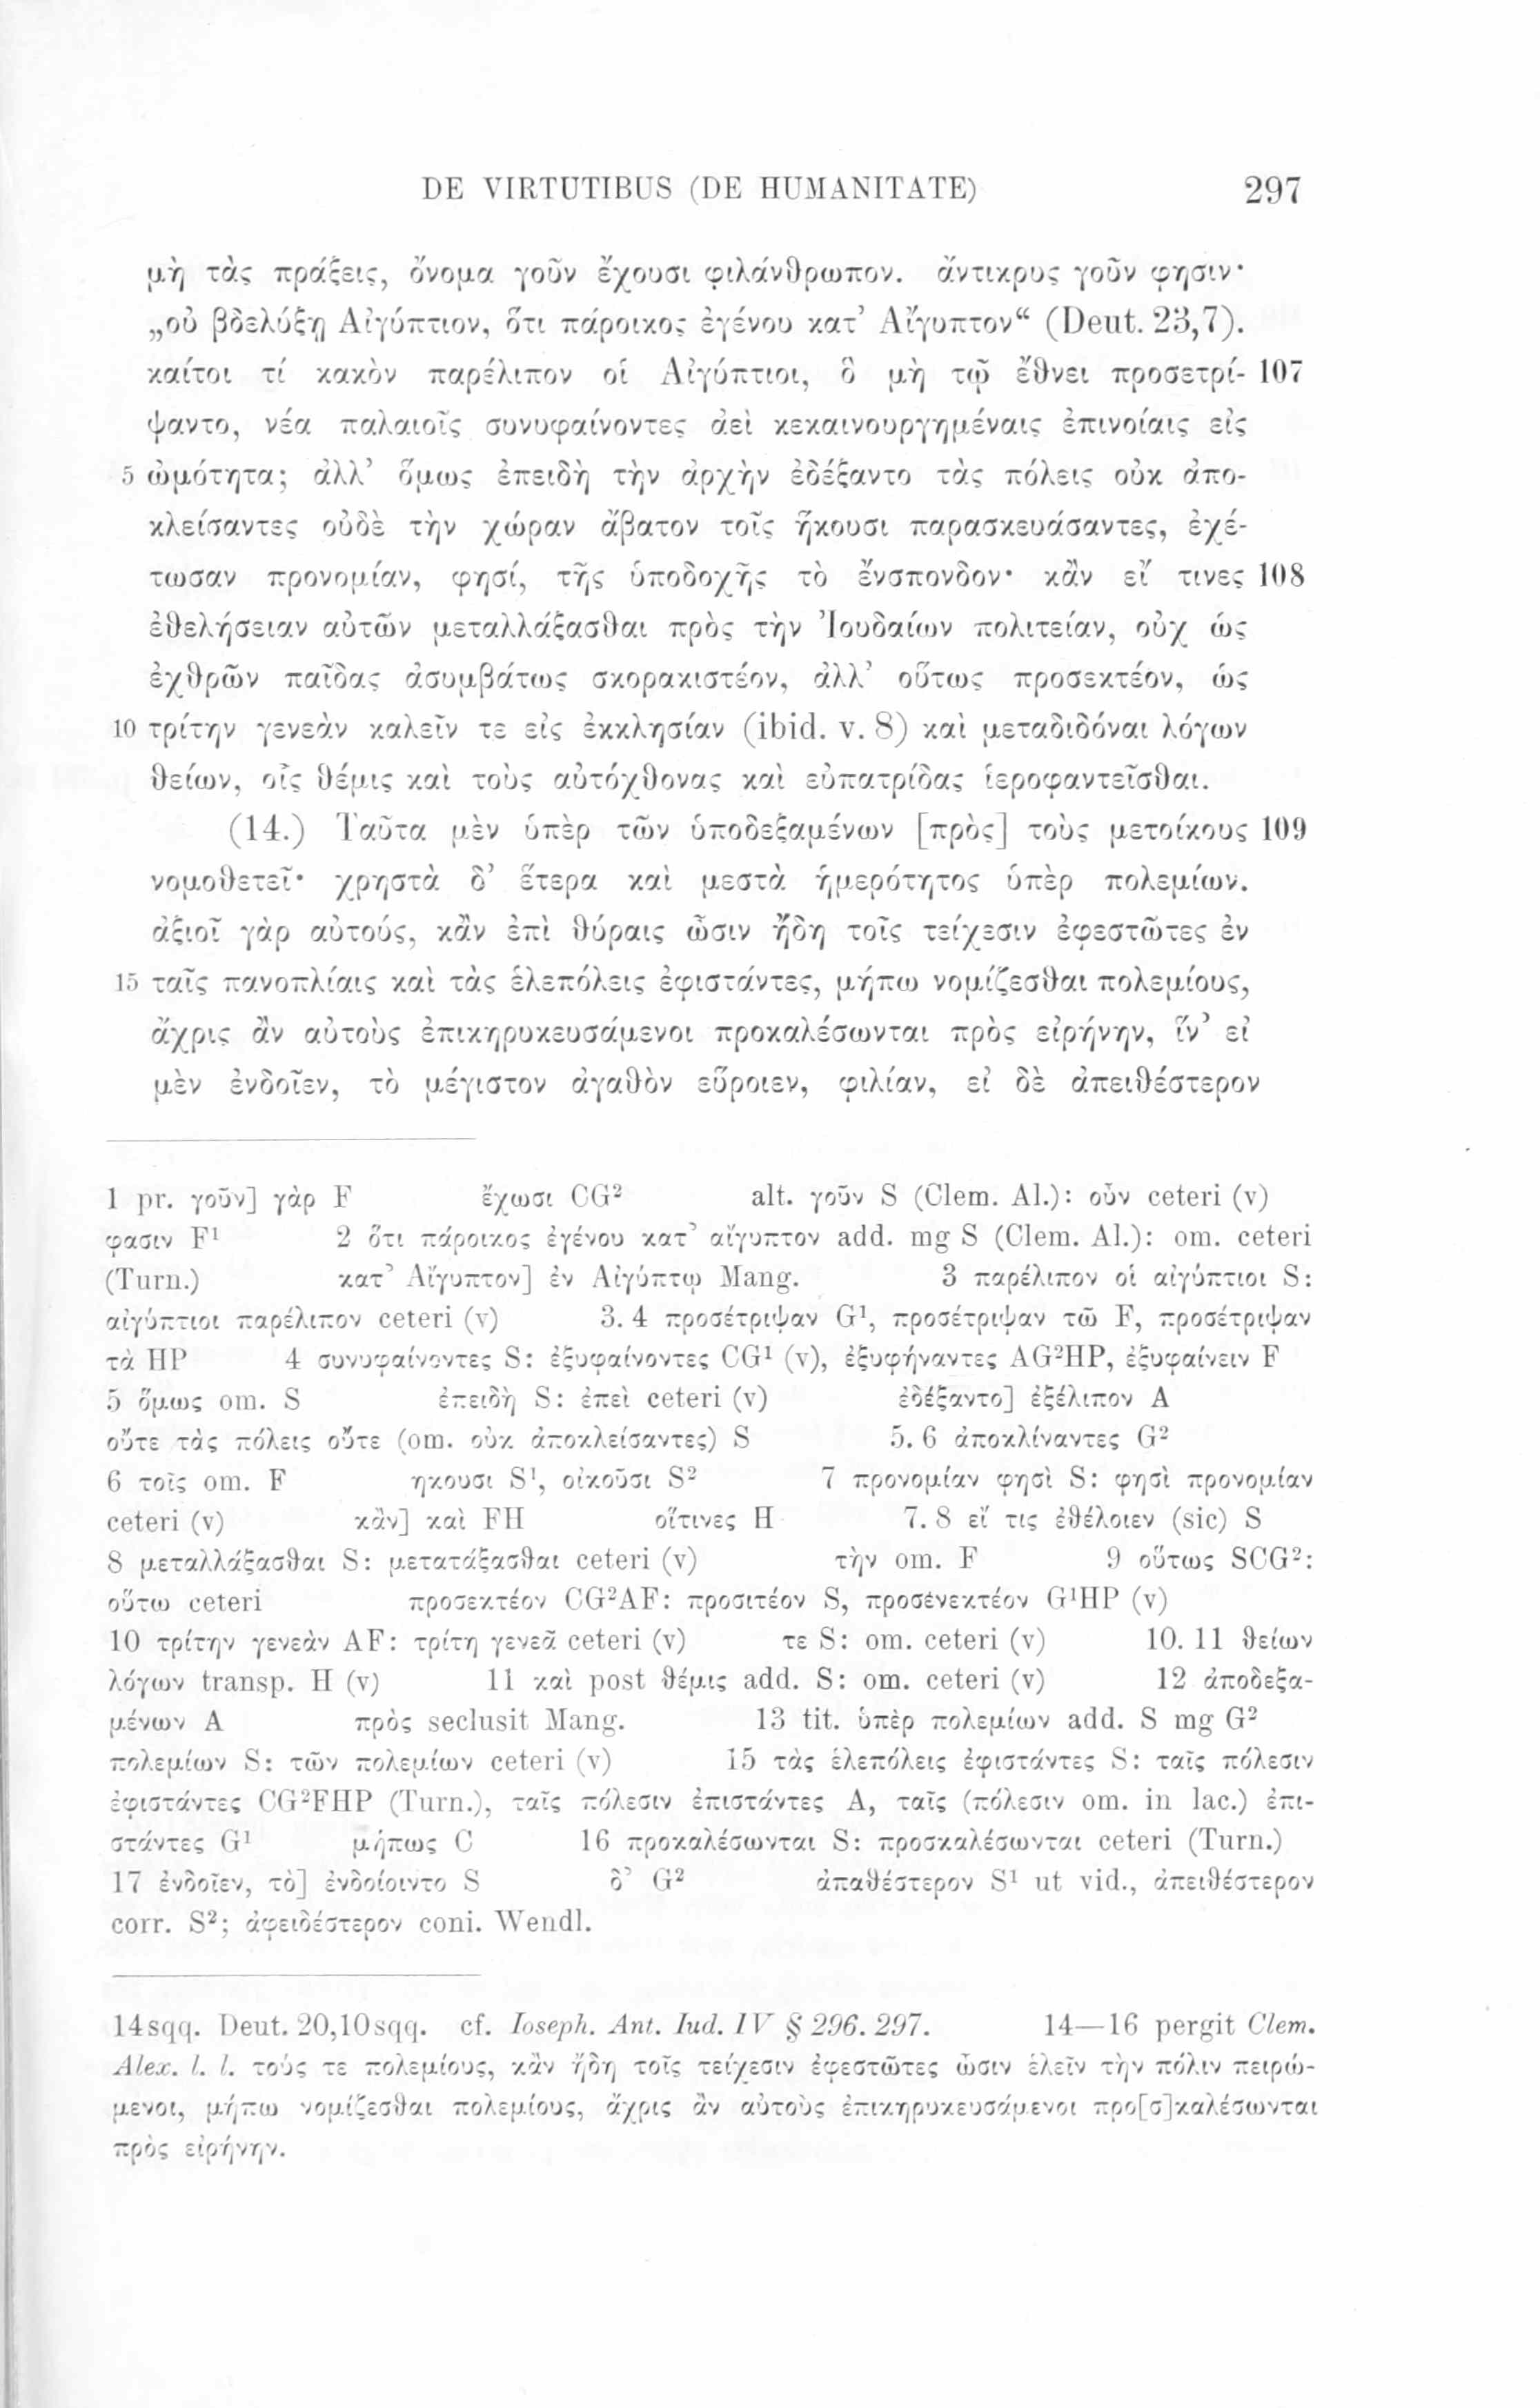 DE VIRTUTIBUS (DE HUMANITATE) 297
μὴ τὰς πράξεις, ὄνομα γοῦν ἔχουσι φιλάνθρωπον. ἄντικρυς γοῦν φησιν·
„οὐ βδελύξῃ Αἰγύπτιον, ὅτι πάροικος ἐγένου κατ’ Αἴγυπτον“ (Deut. 23,7).
καίτοι τί κακὸν παρέλιπον οἱ Αἰγύπτιοι, ὃ μὴ τῷ ἔθνει προσετρί- 107
ψαντο, νέα παλαιοῖς συνυφαίνοντες ἀεὶ κεκαινουργημέναις ἐπινοίαις εἰς
5 ὠμότητα; ἀλλ’ ὅμως ἐπειδὴ τὴν ἀρχὴν ἐδέξαντο τὰς πόλεις οὐκ ἀπο-
κλείσαντες οὐδὲ τὴν χώραν ἄβατον τοῖς ἥκουσι παρασκευάσαντες, ἐχέ-
τωσαν προνομίαν, φησί, τῆς ὑποδοχῆς τὸ ἔνσπονδον· κἂν εἴ τινες 108
ἐθελήσειαν αὐτῶν μεταλλάξασθαι πρὸς τὴν Ἰουδαίων πολιτείαν, οὐχ ὡς
ἐχθρῶν παῖδας ἀσυμβάτως σκορακιστέον, ἀλλ’ οὕτως προσεκτέον, ὡς
10 τρίτην γενεὰν καλεῖν τε εἰς ἐκκλησίαν (ibid. v. 8) καὶ μεταδιδόναι λόγων
θείων, οἷς θέμις καὶ τοὺς αὐτόχθονας καὶ εὐπατρίδας ἱεροφαντεῖσθαι.
(14.) Ταῦτα μὲν ὑπὲρ τῶν ὑποδεξαμένων [πρὸς] τοὺς μετοίκους 109
νομοθετεῖ· χρηστὰ δ’ ἕτερα καὶ μεστὰ ἡμερότητος ὑπὲρ πολεμίων.
ἀξιοῖ γὰρ αὐτούς, κἂν ἐπὶ θύραις ὦσιν ἤδη τοῖς τείχεσιν ἐφεστῶτες ἐν
15 ταῖς πανοπλίαις καὶ τὰς ἑλεπόλεις ἐφιστάντες, μήπω νομίζεσθαι πολεμίους,
ἄχρις ἂν αὐτοὺς ἐπικηρυκευσάμενοι προκαλέσωνται πρὸς εἰρήνην, ἵν’ εἰ
μὲν ἐνδοῖεν, τὸ μέγιστον ἀγαθὸν εὕροιεν, φιλίαν, εἰ δὲ ἀπειθέστερον
1 pr. γοῦν] γὰρ F ἔχωσι CG² alt. γοῦν S (Clem. Al.): οὖν ceteri (v)
φασιν F¹ 2 ὅτι πάροικος ἐγένου κατ’ αἴγυπτον add. mg S (Clem. Al.): om. ceteri
(Turn.) κατ’ Αἴγυπτον] ἐν Αἰγύπτῳ Mang. 3 παρέλιπον οἱ αἰγύπτιοι S:
αἰγύπτιοι παρέλιπον ceteri (v) 3. 4 προσέτριψαν G¹, προσέτριψαν τῶ F, προσέτριψαν
τὰ HP 4 συνυφαίνοντες S: ἐξυφαίνοντες CG¹ (v), ἐξυφήναντες AG²HP, ἐξυφαίνειν F
5 ὅμως om. S ἐπειδὴ S: ἐπεὶ ceteri (v) ἐδέξαντο] ἐξέλιπον A
οὔτε τὰς πόλεις οὔτε (om. οὐκ ἀποκλείσαντες) S 5. 6 ἀποκλίναντες G²
6 τοῖς om. F ηκουσι S¹, οἰκοῦσι S² 7 προνομίαν φησὶ S: φησὶ προνομίαν
ceteri (v) κἂν] καὶ FH οἵτινες H 7. 8 εἴ τις ἐθέλοιεν (sic) S
8 μεταλλάξασθαι S: μετατάξασθαι ceteri (v) τὴν om. F 9 οὕτως SCG²:
οὕτω ceteri προσεκτέον CG²AF: προσιτέον S, προσενεκτέον G¹HP (v)
10 τρίτην γενεὰν AF: τρίτη γενεᾶ ceteri (v) τε S: om. ceteri (v) 10. 11 θείων
λόγων transp. H (v) 11 καὶ post θέμις add. S: om. ceteri (v) 12 ἀποδεξα-
μένων A πρὸς seclusit Mang. 13 tit. ὑπὲρ πολεμίων add. S mg G²
πολεμίων S: τῶν πολεμίων ceteri (v) 15 τὰς ἑλεπόλεις ἐφιστάντες S: ταῖς πόλεσιν
ἐφιστάντες CG²FHP (Turn.), ταῖς πόλεσιν ἐπιστάντες A, ταῖς (πόλεσιν om. in lac.) ἐπι-
στάντες G¹ μήπως C 16 προκαλέσωνται S: προσκαλέσωνται ceteri (Turn.)
17 ἐνδοῖεν, τὸ] ἐνδοίοιντο S δ’ G² ἀπαθέστερον S¹ ut vid., ἀπειθέστερον
corr. S²; ἀφειδέστερον coni. Wendl.
14sqq. Deut. 20,10sqq. cf. Ioseph. Ant. Iud. IV § 296. 297. 14—16 pergit Clem.
Alex. l. l. τούς τε πολεμίους, κἂν ἤδη τοῖς τείχεσιν ἐφεστῶτες ὦσιν ἑλεῖν τὴν πόλιν πειρώ-
μενοι, μήπω νομίζεσθαι πολεμίους, ἄχρις ἂν αὐτοὺς ἐπικηρυκευσάμενοι προ[σ]καλέσωνται
πρὸς εἰρήνην.